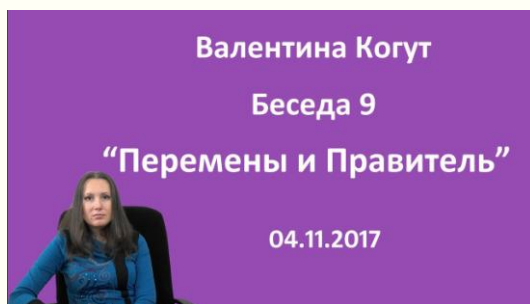 Валентина Когут
Беседа 9
“Перемены и Правитель”
04.11.2017